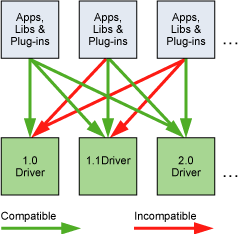 Apps,
Libs &
Plug-ins
Apps,
Libs &
Plug-ins
Apps,
Libs &
Plug-ins
...
1.0
Driver
1.1Driver
2.0
Driver
...
Compatible
Incompatible